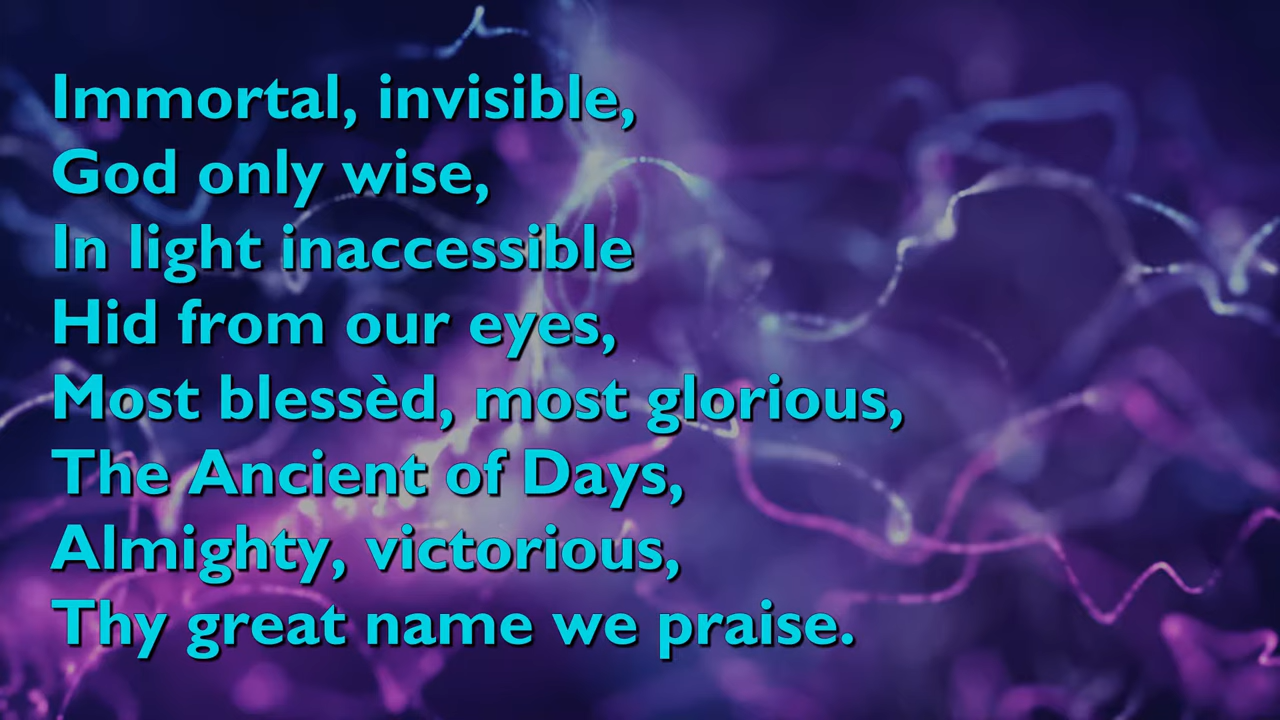 Immortal, invisible,
God only wise,
In light inaccessible
Hid from our eyes,
Most blessèd, most glorious,
The Ancient of Days,
Almighty, victorious,
Thy great name we praise.